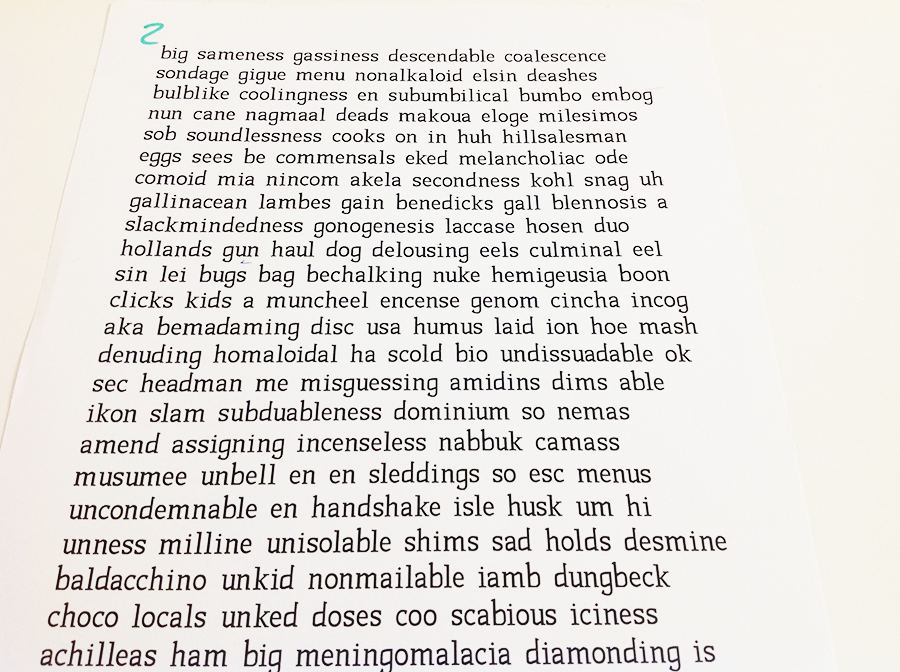 2
big sameness gassiness descendable coalescence
sondage gigue menu nonalkaloid elsin deashes
bulblike coolingness en subumbilical bumbo embog
nun cane nagmaal deads makoua eloge milesimos
sob soundlessness cooks on in huh hillsalesman
eggs sees be commensals eked melancholiac ode
comoid mia nincom akela secondness kohl snag uh
gallinacean lambes gain benedicks gall blennosis a
slackmindedness gonogenesis laccase hosen duo
hollands gun haul dog delousing eels culminal eel
sin lei bugs bag bechalking nuke hemigeusia boon
clicks kids a muncheel encense genom cincha incog
aka bemadaming disc usa humus laid ion hoe mash
denuding homaloidal ha scold bio undissuadable ok
sec headman me misguessing amidins dims able
ikon slam subduableness dominium so nemas
amend assigning incenseless nabbuk camass
musumee unbell en en sleddings so esc menus
uncondemnable en handshake isle husk um hi
unness milline unisolable shims sad holds desmine
baldacchino unkid nonmailable iamb dungbeck
choco locals unked doses coo scabious iciness
achilleas ham big meningomalacia diamonding is